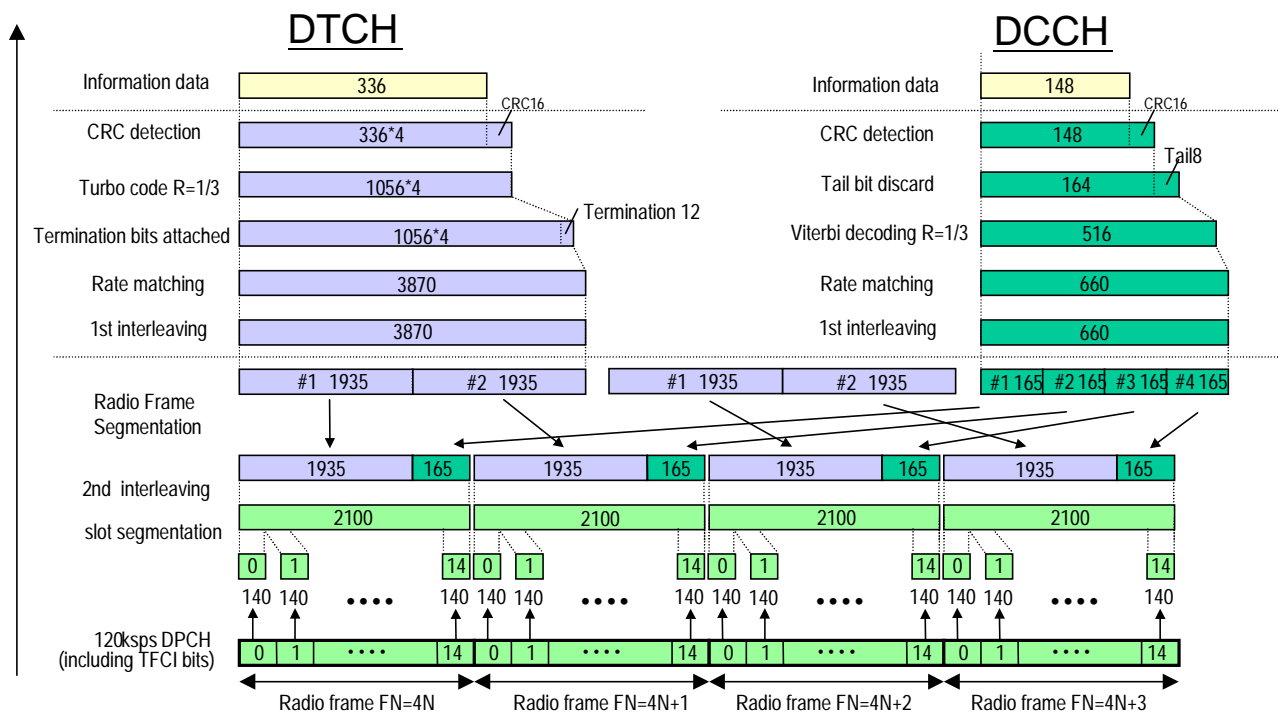 DTCH
DCCH
Information data
336
Information data
148
CRC16
CRC16
CRC detection
336*4
CRC detection
148
Tail8
Turbo code R=1/3
1056*4
Tail bit discard
164
Termination 12
Termination bits attached
1056*4
Viterbi decoding R=1/3
516
Rate matching
3870
Rate matching
660
1st interleaving
3870
1st interleaving
660
#1 1935
#2 1935
#1 1935
#2 1935
#1 165
#2 165
#3 165
#4 165
Radio Frame
Segmentation
1935
165
1935
165
1935
165
1935
165
2nd interleaving
2100
2100
2100
2100
slot segmentation
0 1 14 0 1 14 0 1 14 0 1 14
140 140 •••• 140 140 140 •••• 140 140 140 •••• 140 140 140 •••• 140
120ksps DPCH
(including TFCI bits)
0 1 •••• 14 0 1 •••• 14 0 1 •••• 14 0 1 •••• 14
Radio frame FN=4N
Radio frame FN=4N+1
Radio frame FN=4N+2
Radio frame FN=4N+3